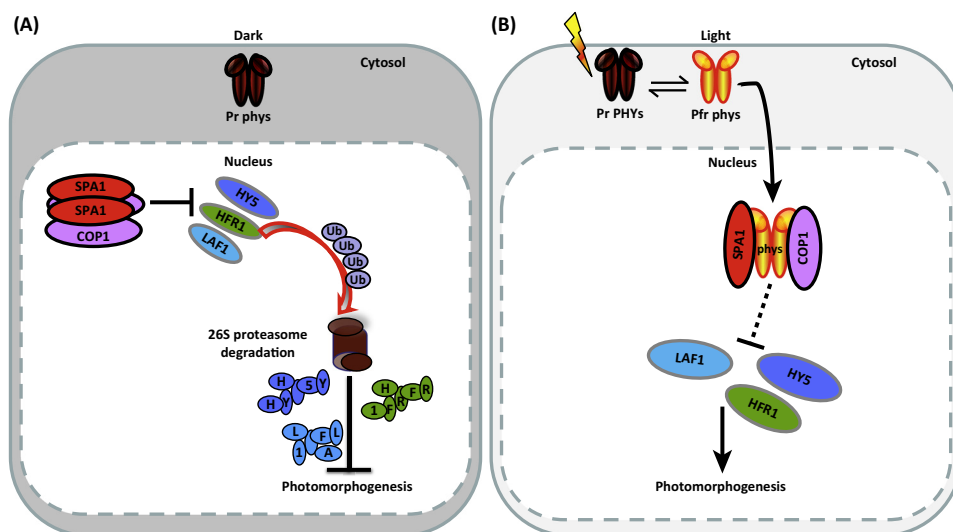 (A)
Dark
Cytosol
Pr phys
Nucleus
SPA1
SPA1
COP1
HY5
HFR1
LAF1
Ub
Ub
Ub
Ub
26S proteasome
degradation
H
5
Y
H
Y
H
F
R
R
1
F
L
F
L
1
A
Photomorphogenesis
(B)
Light
Cytosol
Pr PHYs
Pfr phys
Nucleus
SPA1
phys
COP1
LAF1
HY5
HFR1
Photomorphogenesis